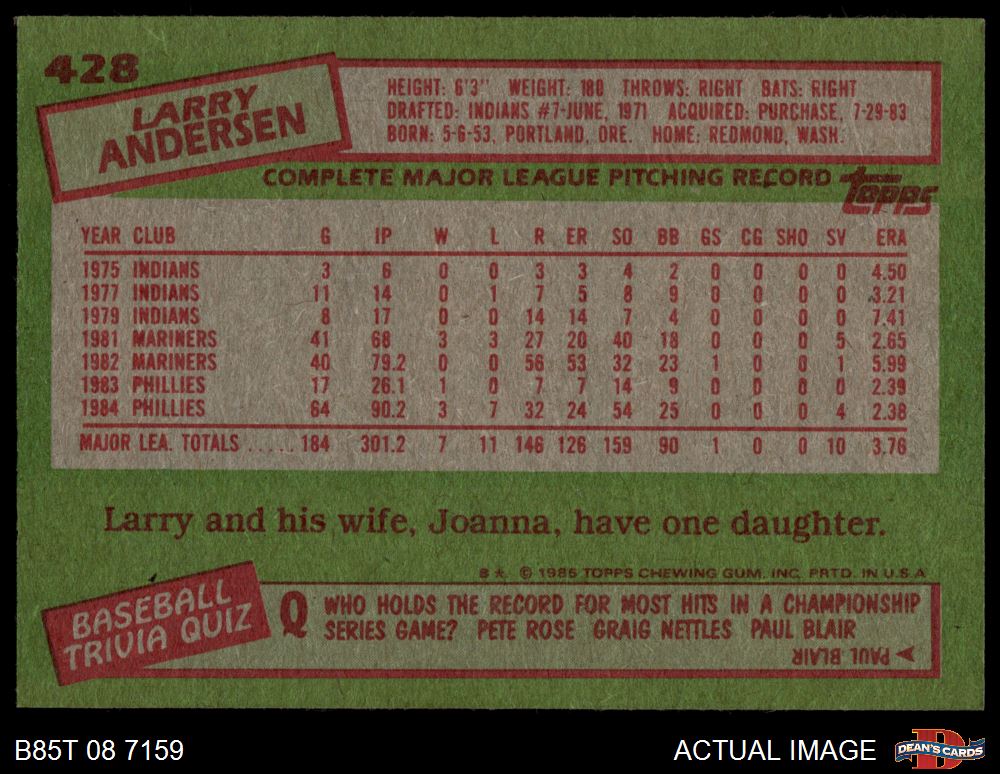 428
LARRY
ANDERSEN
HEIGHT: 6'3" WEIGHT: 180 THROWS: RIGHT BATS: RIGHT
DRAFTED: INDIANS #7-JUNE, 1971 ACQUIRED: PURCHASE, 7-29-83
BORN: 5-6-53, PORTLAND, ORE. HOME: REDMOND, WASH.
COMPLETE MAJOR LEAGUE PITCHING RECORD topps
YEAR CLUB G IP W L R ER SO BB GS CG SHO SV ERA
1975 INDIANS 3 6 0 0 3 3 4 2 0 0 0 0 4.50
1977 INDIANS 11 14 0 1 7 5 8 9 0 0 0 0 3.21
1979 INDIANS 8 17 0 0 14 14 7 4 0 0 0 0 7.41
1981 MARINERS 41 68 3 3 27 20 40 18 0 0 0 5 2.65
1982 MARINERS 40 79.2 0 0 56 53 32 23 1 0 0 1 5.99
1983 PHILLIES 17 26.1 1 0 7 7 14 9 0 0 0 0 2.39
1984 PHILLIES 64 90.2 3 7 32 24 54 25 0 0 0 4 2.38
MAJOR LEA. TOTALS ..... 184 301.2 7 11 146 126 159 90 1 0 0 10 3.76
Larry and his wife, Joanna, have one daughter.
B * © 1985 TOPPS CHEWING GUM, INC. PRTD. IN U.S.A.
BASEBALL
TRIVIA QUIZ
Q WHO HOLDS THE RECORD FOR MOST HITS IN A CHAMPIONSHIP
SERIES GAME? PETE ROSE GRAIG NETTLES PAUL BLAIR
PAUL BLAIR
B85T 08 7159
ACTUAL IMAGE
DEAN'S CARDS